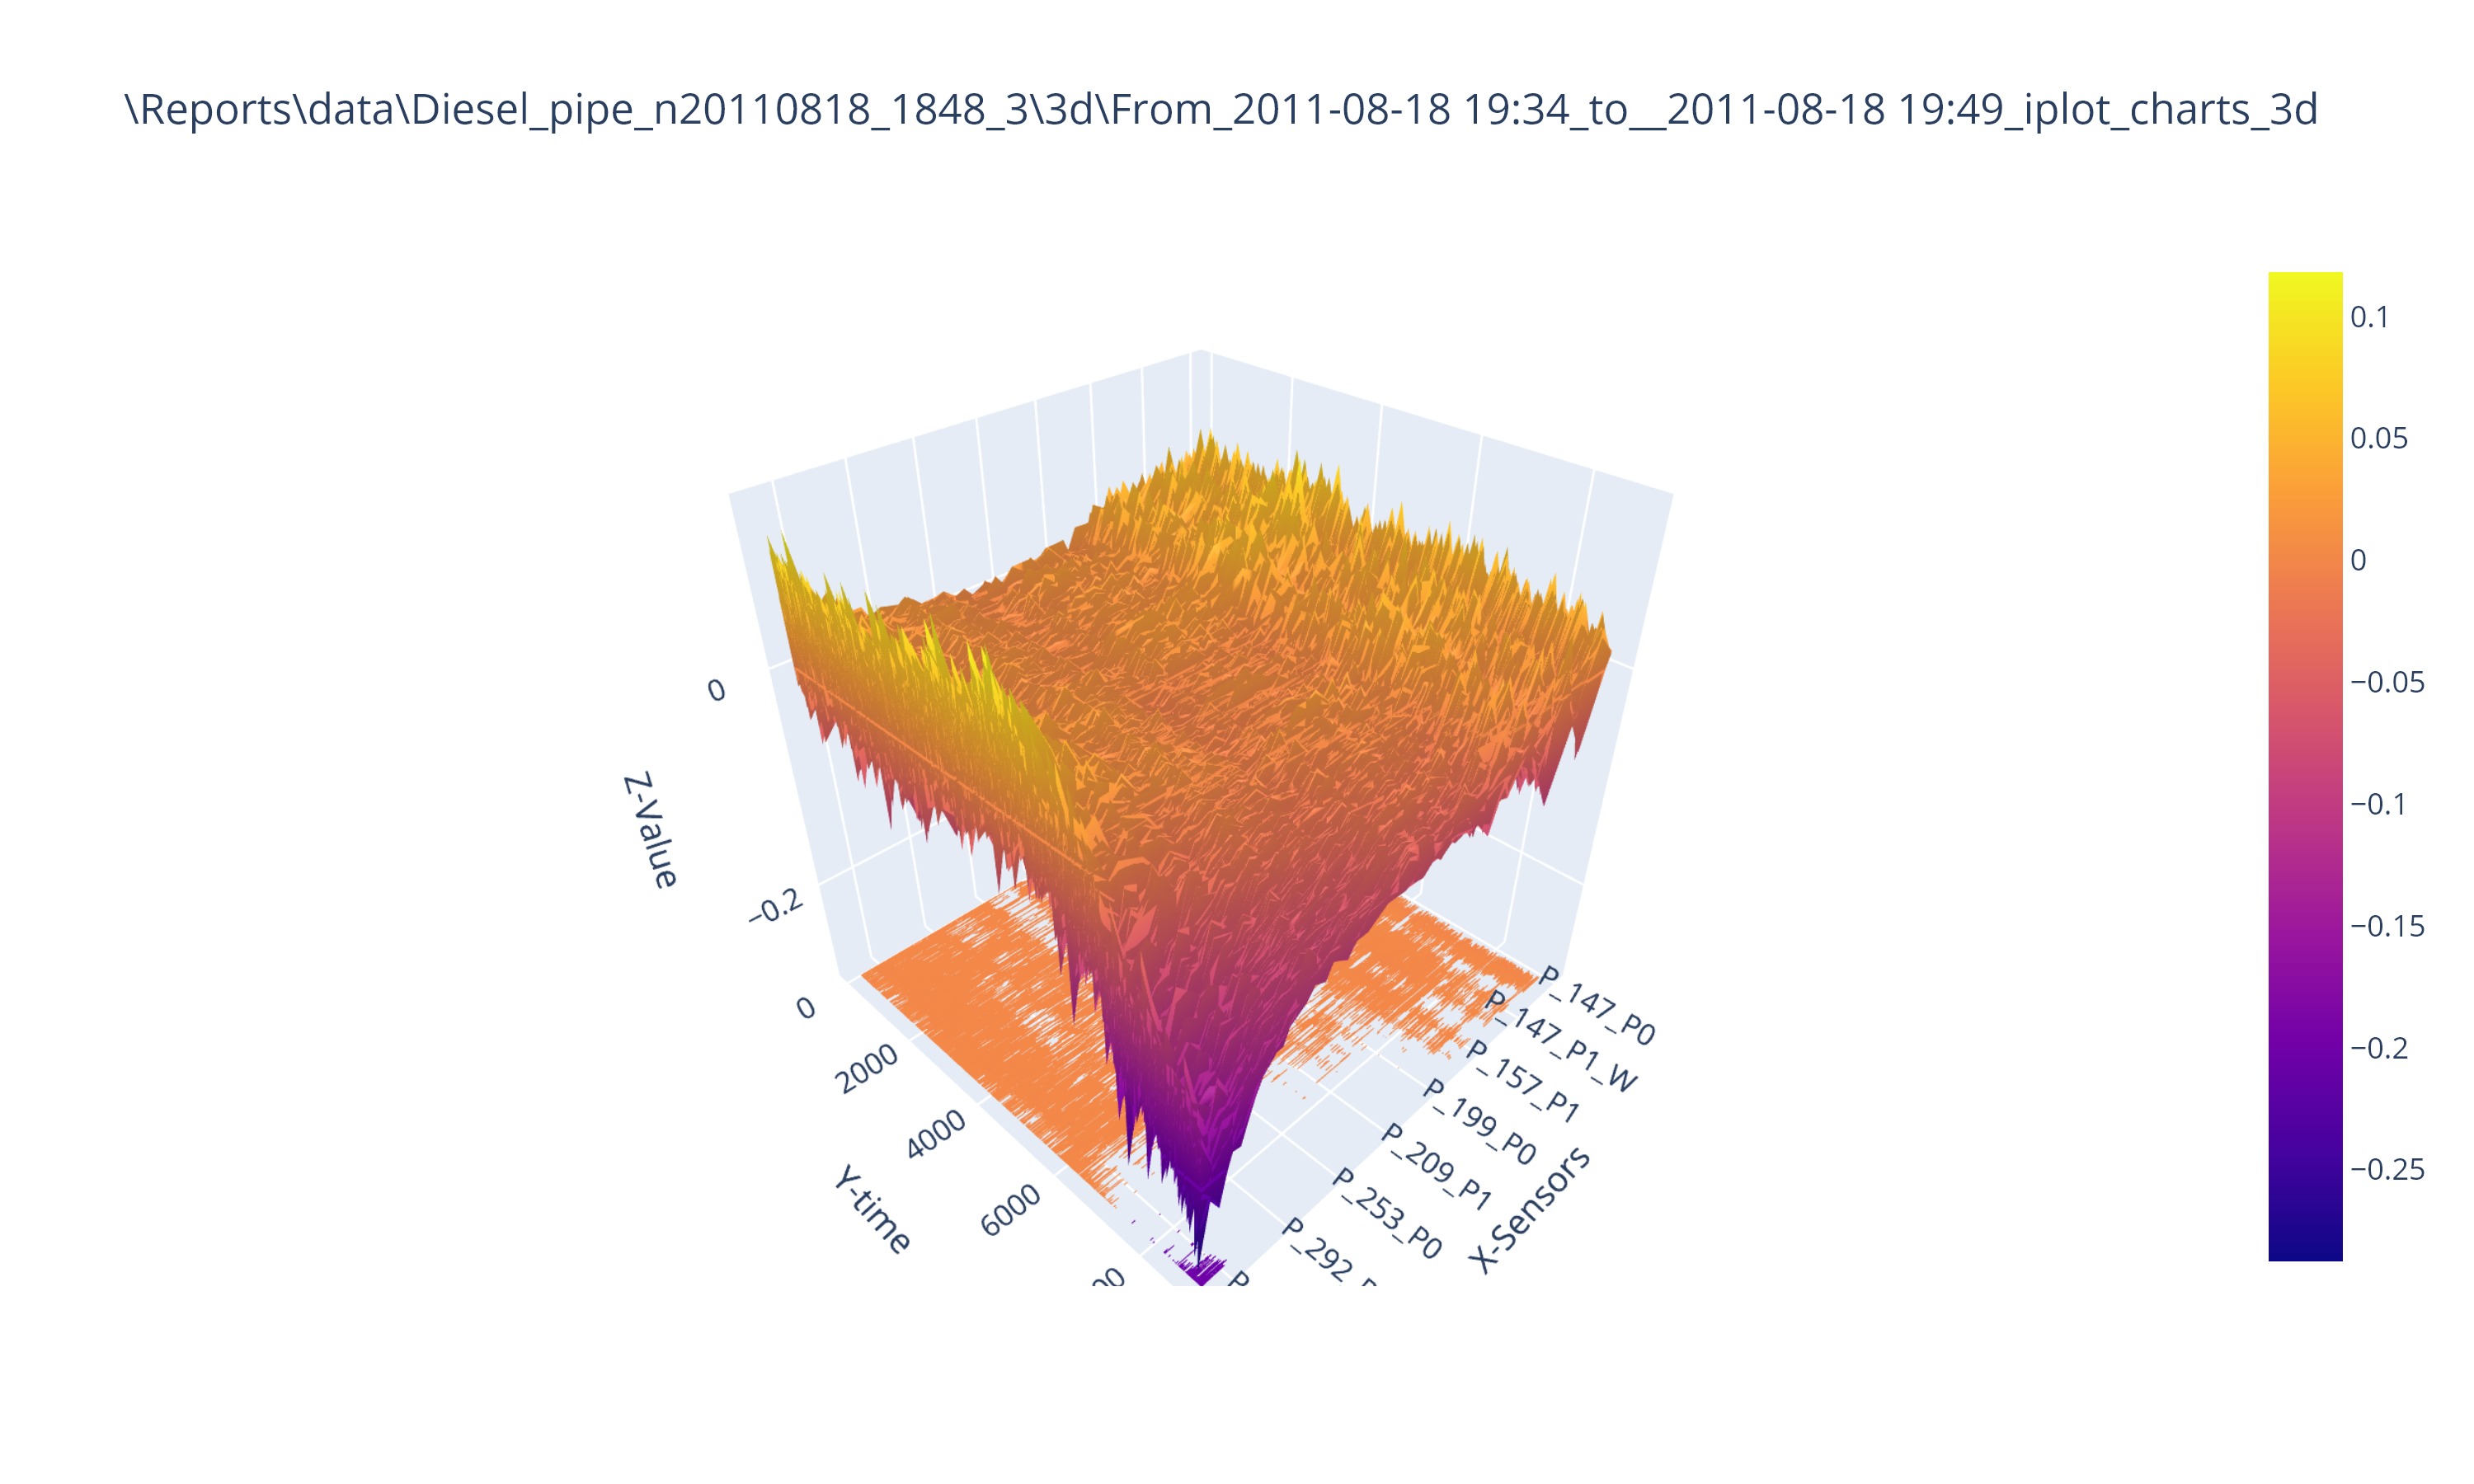 \Reports\data\Diesel_pipe_n20110818_1848_3\3d\From_2011-08-18 19:34_to__2011-08-18 19:49_iplot_charts_3d
0.1
0.05
0
−0.05
−0.1
−0.15
−0.2
−0.25
0
−0.2
Z-Value
0
2000
4000
6000
Y-time
P_147_P0
P_147_P1_W
P_157_P1
P_199_P0
P_209_P1
P_253_P0
X-Sensors